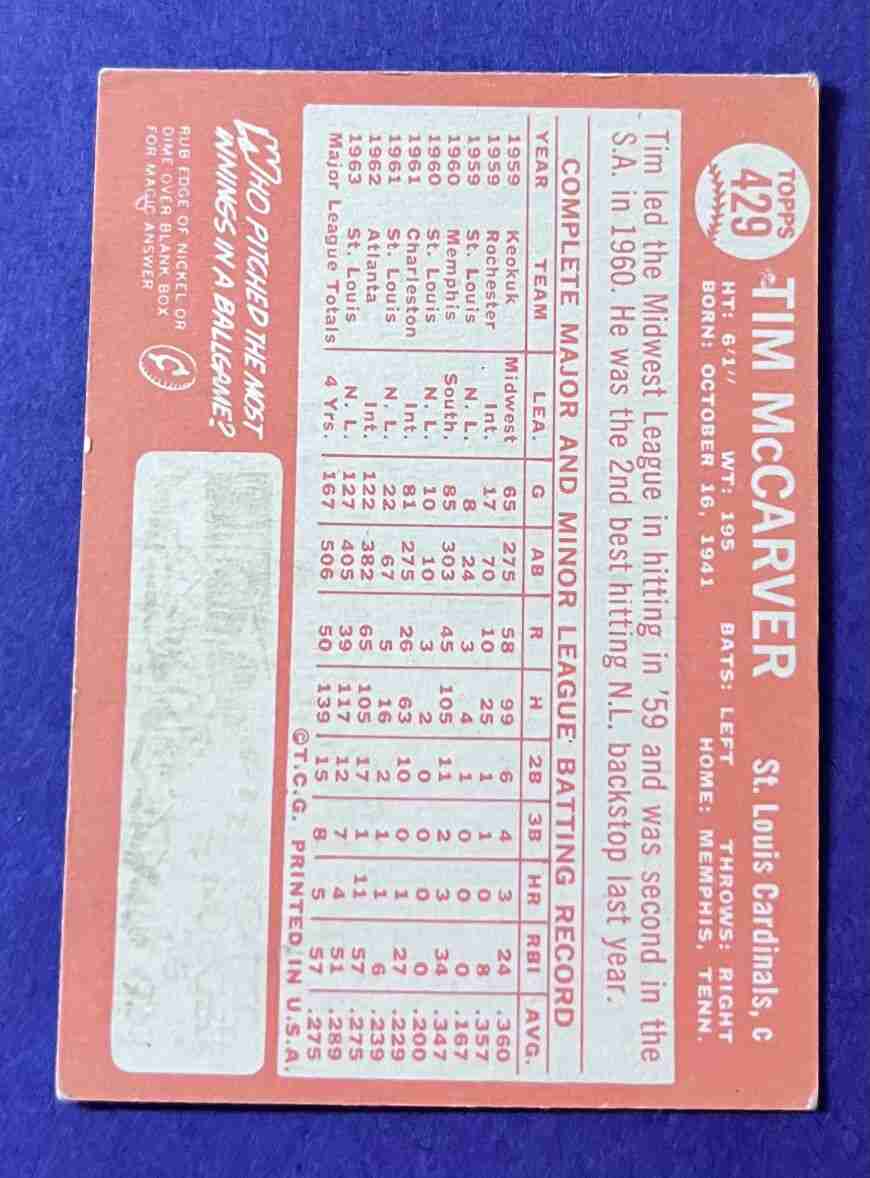 TOPPS
429
TIM McCARVER St. Louis Cardinals, c
HT: 6'1" WT: 195 BATS: LEFT THROWS: RIGHT
BORN: OCTOBER 16, 1941 HOME: MEMPHIS, TENN.
Tim led the Midwest League in hitting in '59 and was second in the
S.A. in 1960. He was the 2nd best hitting N.L. backstop last year.
COMPLETE MAJOR AND MINOR LEAGUE BATTING RECORD
YEAR TEAM LEA. G AB R H 2B 3B HR RBI AVG.
1959 Keokuk Midwest 65 275 58 99 6 4 3 24 .360
1959 Rochester Int. 17 70 10 25 1 1 0 8 .357
1959 St. Louis N. L. 8 24 3 4 1 0 0 0 .167
1960 Memphis South. 85 303 45 105 11 2 3 34 .347
1960 St. Louis N. L. 10 10 3 2 0 0 0 0 .200
1961 Charleston Int. 81 275 26 63 10 0 1 27 .229
1961 St. Louis N. L. 22 67 5 16 2 1 1 6 .239
1962 Atlanta Int. 122 382 65 105 17 1 11 57 .275
1963 St. Louis N. L. 127 405 39 117 12 7 4 51 .289
Major League Totals 4 Yrs. 167 506 50 139 15 8 5 57 .275
©T.C.G. PRINTED IN U.S.A.
WHO PITCHED THE MOST
INNINGS IN A BALLGAME?
RUB EDGE OF NICKEL OR
DIME OVER BLANK BOX
FOR MAGIC ANSWER